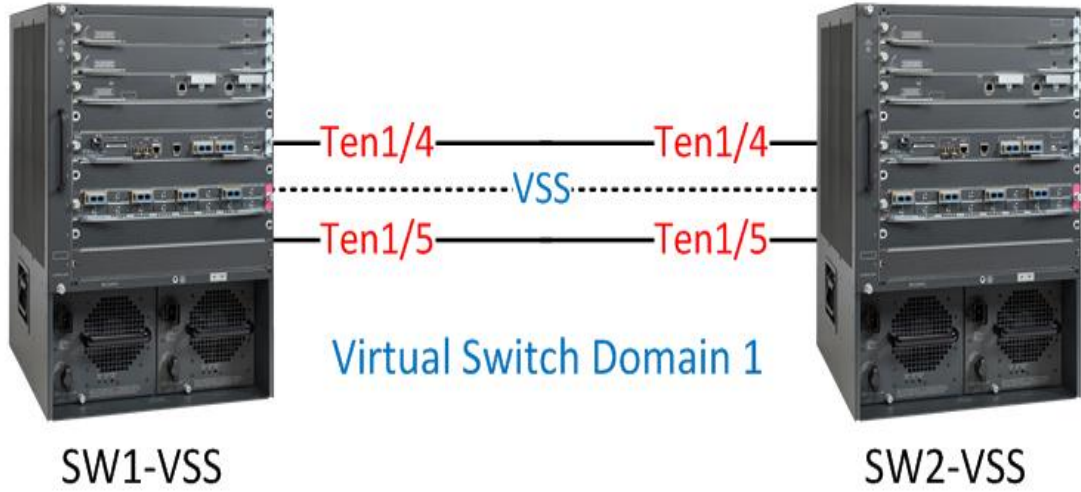 Ten1/4 Ten1/4
VSS
Ten1/5 Ten1/5
Virtual Switch Domain 1
SW1-VSS SW2-VSS